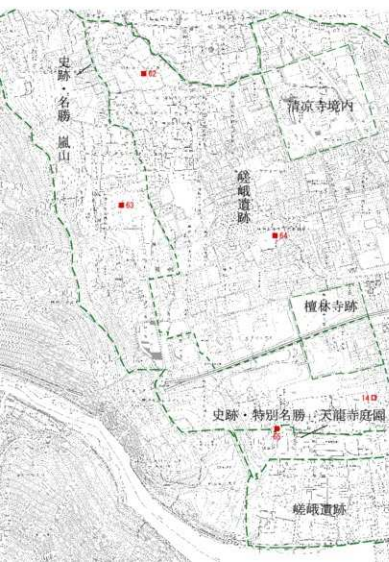 史跡・名勝 嵐山
62
清凉寺境内
63
嵯峨遺跡
64
檀林寺跡
14
史跡・特別名勝 天龍寺庭園
65
嵯峨遺跡